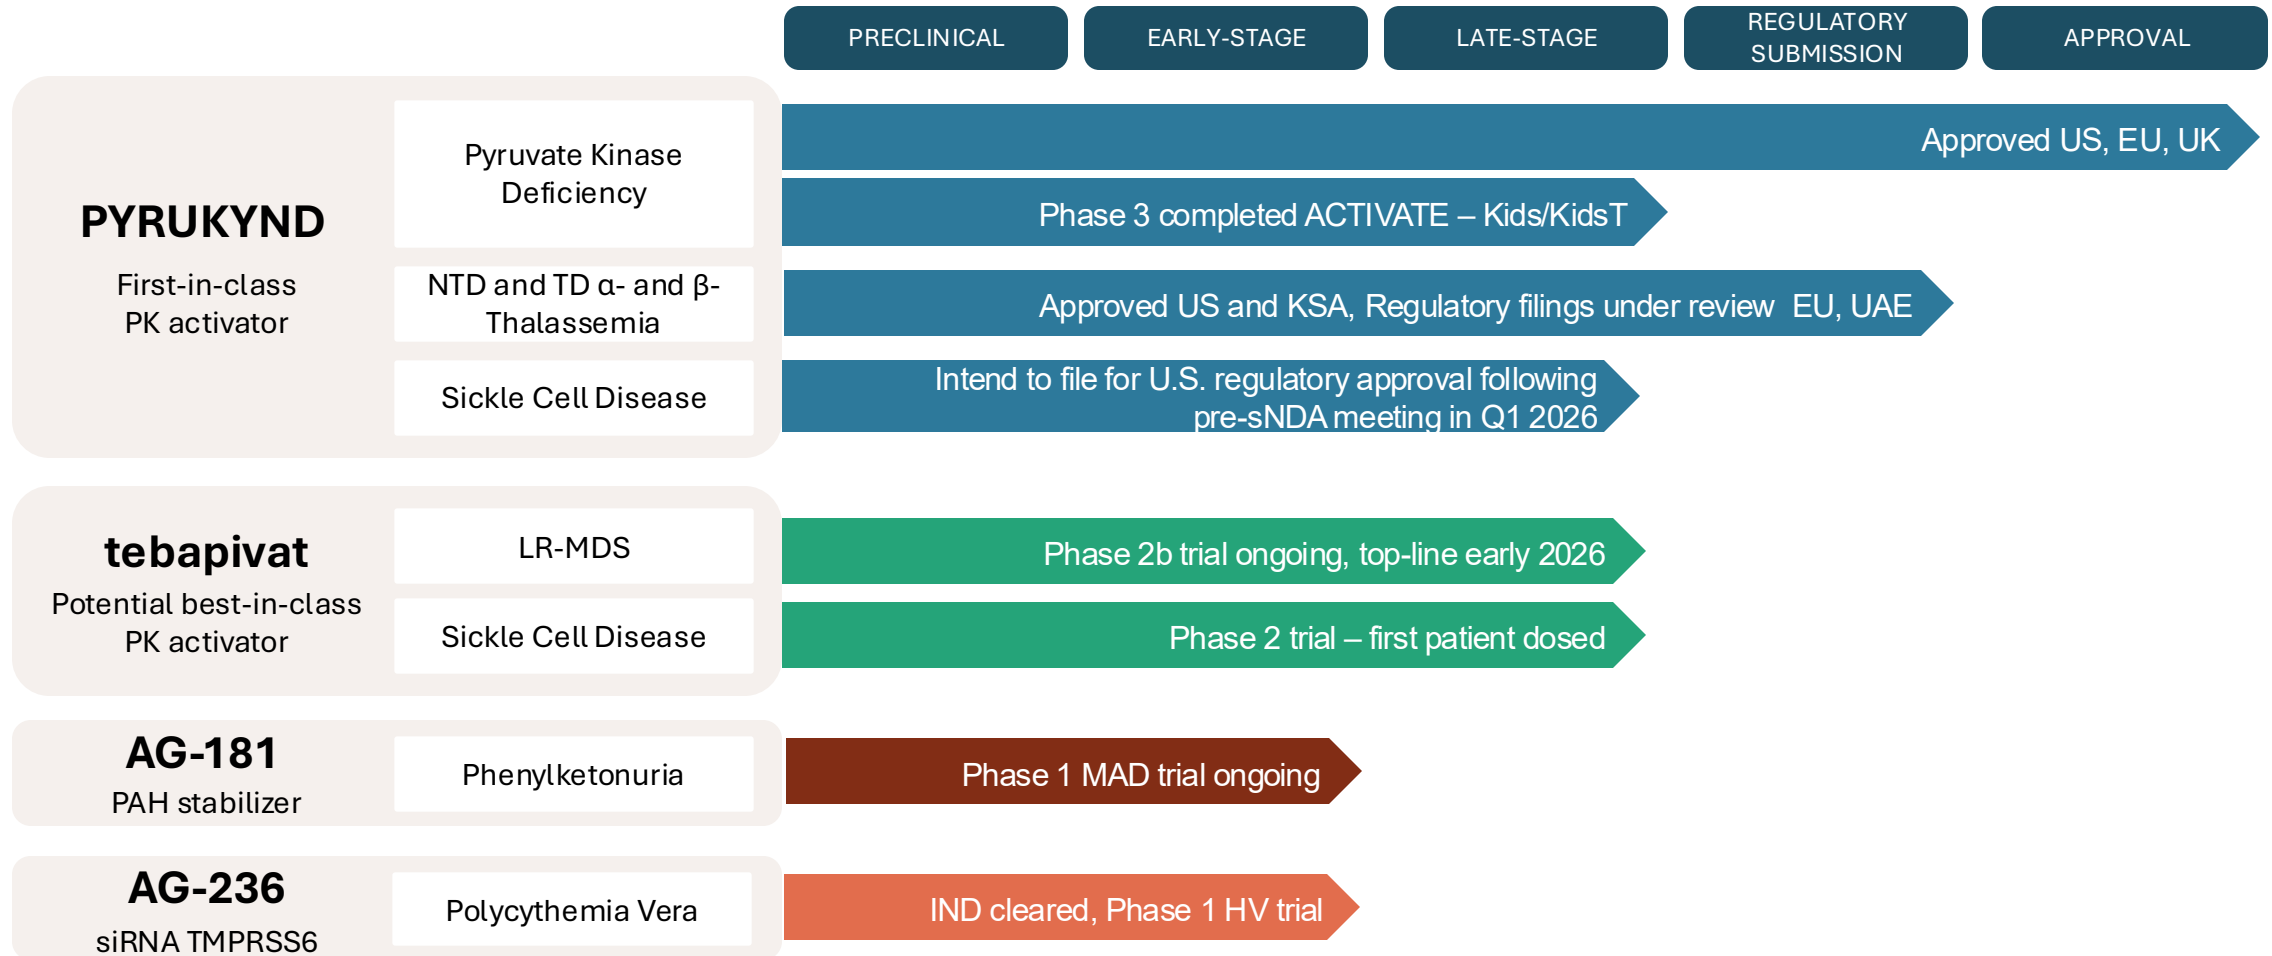 PRECLINICAL
EARLY-STAGE
LATE-STAGE
REGULATORY
SUBMISSION
APPROVAL
PYRUKYND
First-in-class
PK activator
Pyruvate Kinase
Deficiency
Approved US, EU, UK
Phase 3 completed ACTIVATE – Kids/KidsT
NTD and TD α- and β-
Thalassemia
Approved US and KSA, Regulatory filings under review EU, UAE
Sickle Cell Disease
Intend to file for U.S. regulatory approval following
pre-sNDA meeting in Q1 2026
tebapivat
Potential best-in-class
PK activator
LR-MDS
Phase 2b trial ongoing, top-line early 2026
Sickle Cell Disease
Phase 2 trial – first patient dosed
AG-181
PAH stabilizer
Phenylketonuria
Phase 1 MAD trial ongoing
AG-236
siRNA TMPRSS6
Polycythemia Vera
IND cleared, Phase 1 HV trial